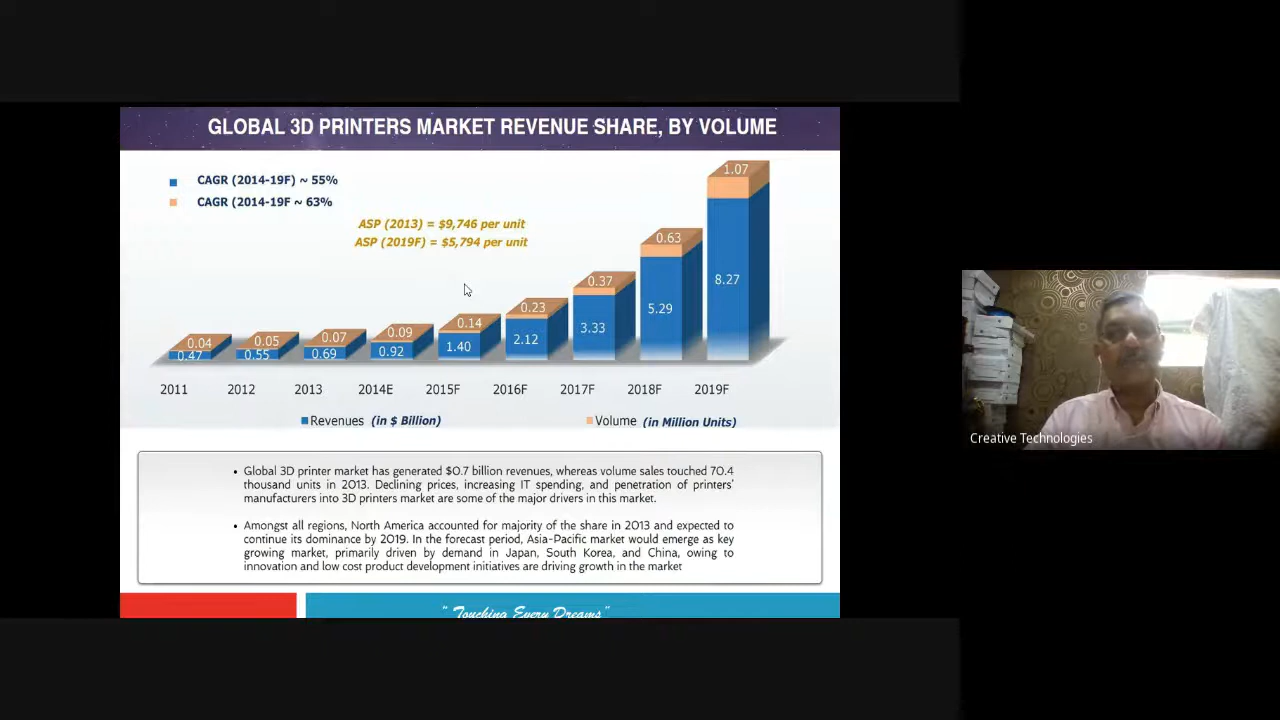 GLOBAL 3D PRINTERS MARKET REVENUE SHARE, BY VOLUME
CAGR (2014-19F) ~ 55%
CAGR (2014-19F ~ 63%
ASP (2013) = $9,746 per unit
ASP (2019F) = $5,794 per unit
0.04 0.05 0.07 0.09 0.14 0.23 0.37 0.63 1.07
0.47 0.55 0.69 0.92 1.40 2.12 3.33 5.29 8.27
2011 2012 2013 2014E 2015F 2016F 2017F 2018F 2019F
Revenues (in $ Billion) Volume (in Million Units)
• Global 3D printer market has generated $0.7 billion revenues, whereas volume sales touched 70.4
thousand units in 2013. Declining prices, increasing IT spending, and penetration of printers'
manufacturers into 3D printers market are some of the major drivers in this market.
• Amongst all regions, North America accounted for majority of the share in 2013 and expected to
continue its dominance by 2019. In the forecast period, Asia-Pacific market would emerge as key
growing market, primarily driven by demand in Japan, South Korea, and China, owing to
innovation and low cost product development initiatives are driving growth in the market
" Touching Every Dreams"
Creative Technologies